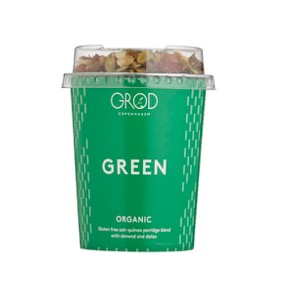 GRØD
COPENHAGEN
GREEN
ORGANIC
Gluten free oat-quinoa porridge blend
with almond and dates